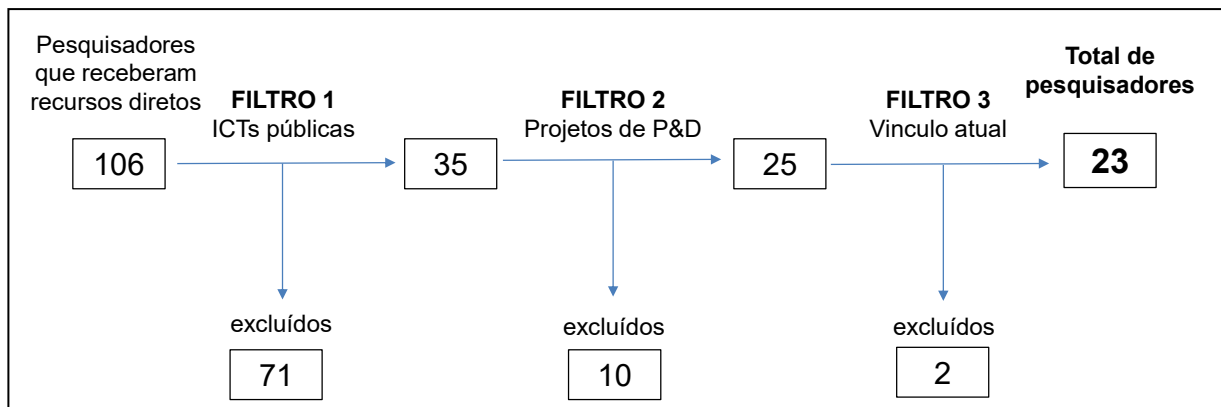 Pesquisadores
que receberam
recursos diretos
FILTRO 1
ICTs públicas
FILTRO 2
Projetos de P&D
FILTRO 3
Vinculo atual
Total de
pesquisadores
106
35
25
23
excluídos
71
excluídos
10
excluídos
2